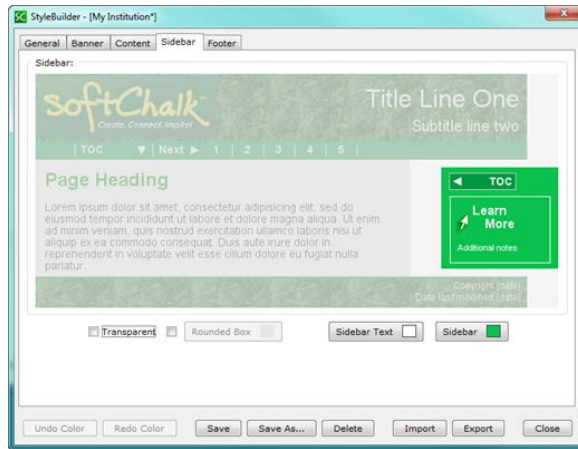 SC StyleBuilder - [My Institution*]
General Banner Content Sidebar Footer
Sidebar:
softChalk
Create. Connect. Inspire!
Title Line One
Subtitle line two
| TOC ▼ | Next ► 1 | 2 | 3 | 4 | 5 |
Page Heading
Lorem ipsum dolor sit amet, consectetur adipisicing elit, sed do
eiusmod tempor incididunt ut labore et dolore magna aliqua. Ut enim
ad minim veniam, quis nostrud exercitation ullamco laboris nisi ut
aliquip ex ea commodo consequat. Duis aute irure dolor in
reprehenderit in voluptate velit esse cillum dolore eu fugiat nulla
pariatur.
◄ TOC
Learn
More
Additional notes
Copyright (date)
Date last modified (date)
Transparent Rounded Box Sidebar Text Sidebar
Undo Color Redo Color Save Save As... Delete Import Export Close